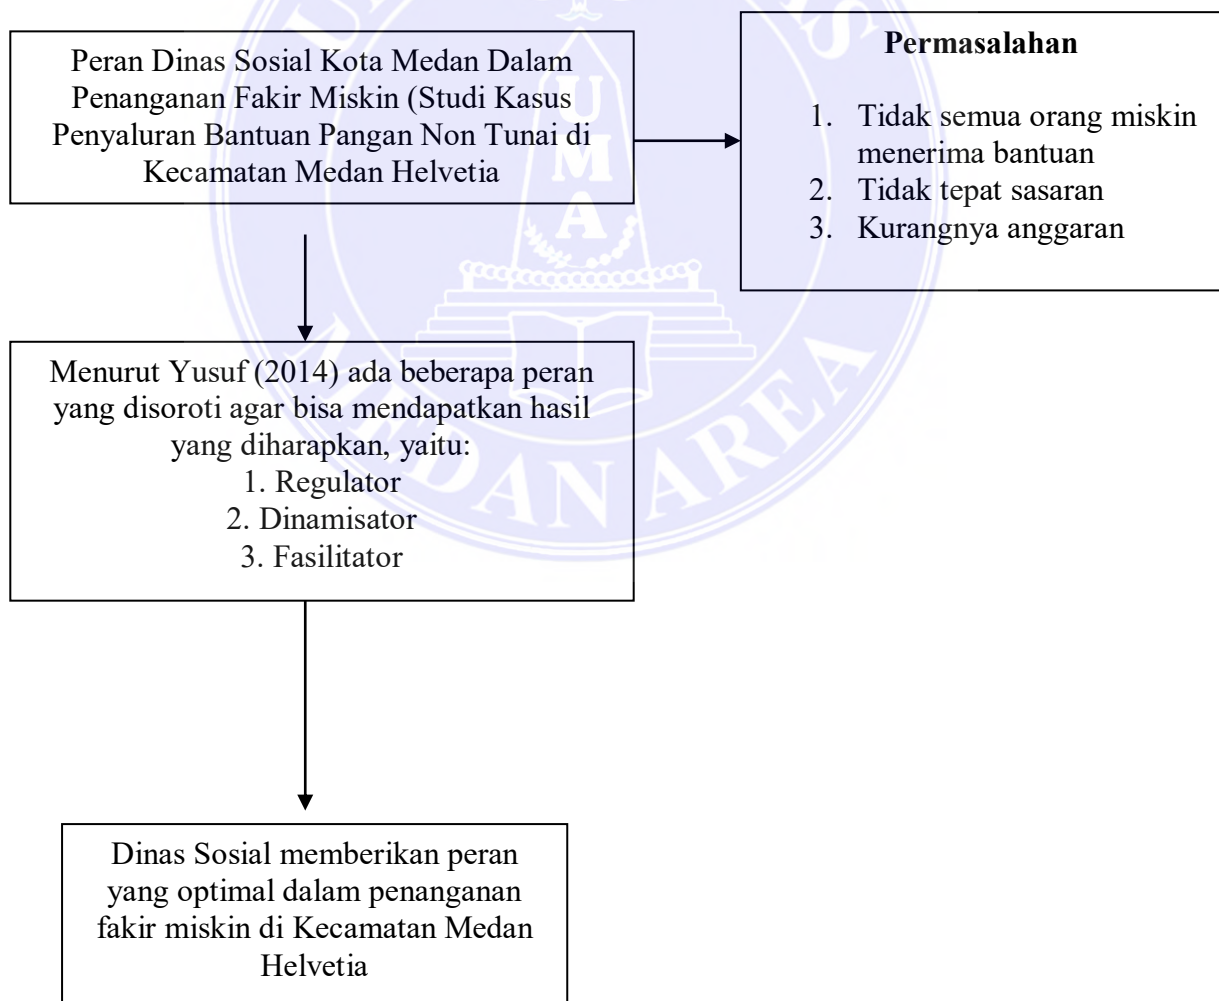 Peran Dinas Sosial Kota Medan Dalam
Penanganan Fakir Miskin (Studi Kasus
Penyaluran Bantuan Pangan Non Tunai di
Kecamatan Medan Helvetia
Permasalahan
1. Tidak semua orang miskin
menerima bantuan
2. Tidak tepat sasaran
3. Kurangnya anggaran
Menurut Yusuf (2014) ada beberapa peran
yang disoroti agar bisa mendapatkan hasil
yang diharapkan, yaitu:
1. Regulator
2. Dinamisator
3. Fasilitator
Dinas Sosial memberikan peran
yang optimal dalam penanganan
fakir miskin di Kecamatan Medan
Helvetia
UMA
MEDAN AREA